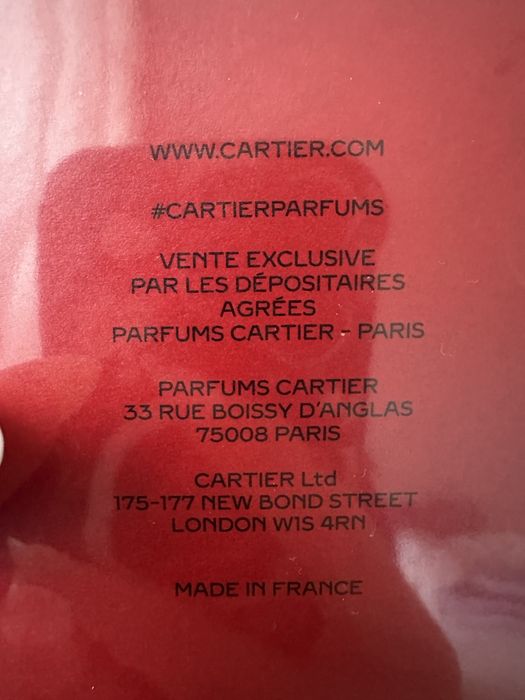 WWW.CARTIER.COM
#CARTIERPARFUMS
VENTE EXCLUSIVE
PAR LES DÉPOSITAIRES
AGRÉES
PARFUMS CARTIER - PARIS
PARFUMS CARTIER
33 RUE BOISSY D'ANGLAS
75008 PARIS
CARTIER Ltd
175-177 NEW BOND STREET
LONDON W1S 4RN
MADE IN FRANCE